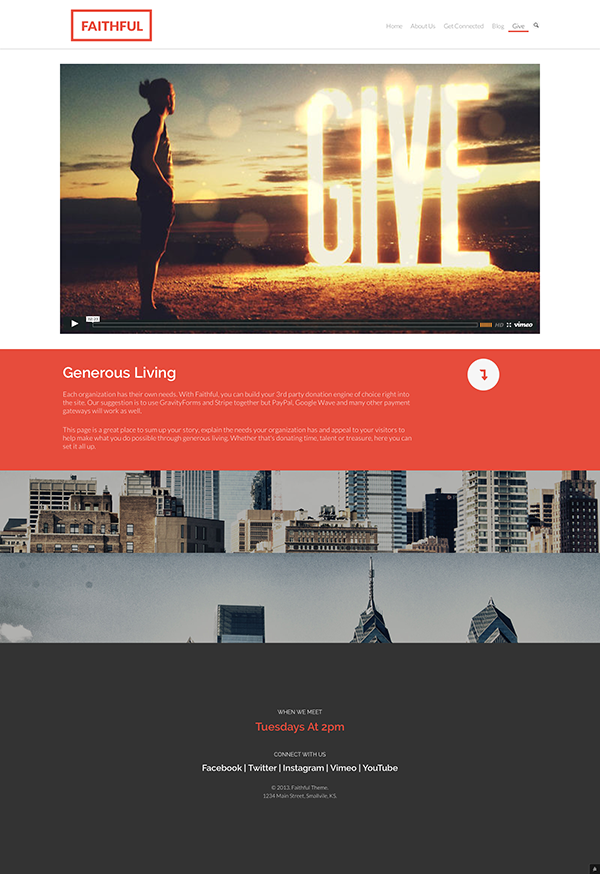 FAITHFUL
Home About Us Get Connected Blog Give
GIVE
02:23
HD vimeo
Generous Living
Each organization has their own needs. With Faithful, you can build your 3rd party donation engine of choice right into
the site. Our suggestion is to use GravityForms and Stripe together but PayPal, Google Wave and many other payment
gateways will work as well.
This page is a great place to sum up your story, explain the needs your organization has and appeal to your visitors to
help make what you do possible through generous living. Whether that's donating time, talent or treasure, here you can
set it all up.
WHEN WE MEET
Tuesdays At 2pm
CONNECT WITH US
Facebook | Twitter | Instagram | Vimeo | YouTube
© 2013. Faithful Theme.
1234 Main Street, Smallvile, KS.